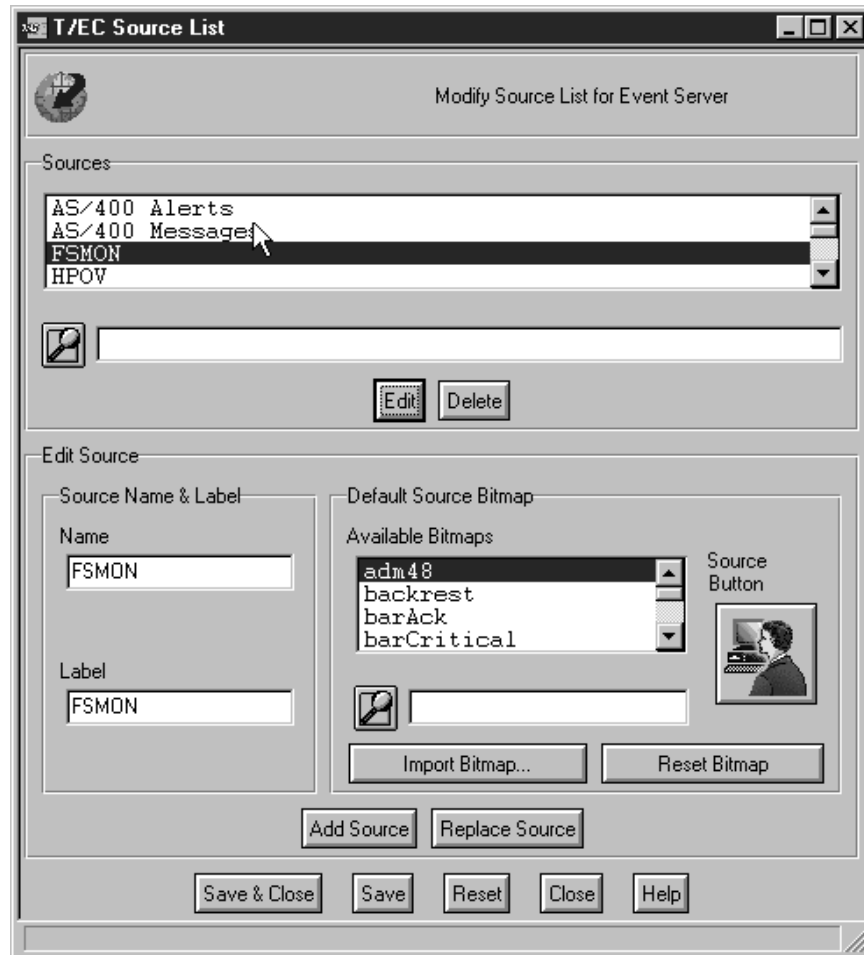 T/EC Source List
Modify Source List for Event Server
Sources
AS/400 Alerts
AS/400 Messages
FSMON
HPOV
Edit
Delete
Edit Source
Source Name & Label
Name
FSMON
Label
FSMON
Default Source Bitmap
Available Bitmaps
adm48
backrest
barAck
barCritical
Source
Button
Import Bitmap...
Reset Bitmap
Add Source
Replace Source
Save & Close
Save
Reset
Close
Help